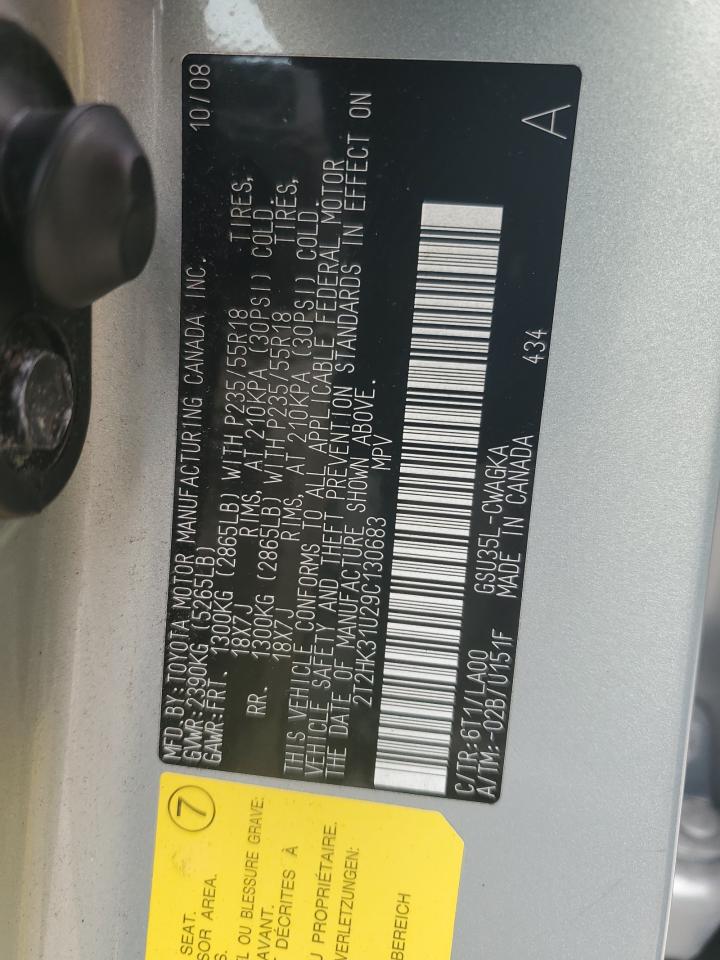 MFD.BY:TOYOTA MOTOR MANUFACTURING CANADA INC. 10/08
GVWR:2390KG (5265LB)
GAWR:FRT. 1300KG (2865LB) WITH P235/55R18 TIRES,
18X7J RIMS, AT 210KPA (30PSI) COLD.
RR. 1300KG (2865LB) WITH P235/55R18 TIRES,
18X7J RIMS, AT 210KPA (30PSI) COLD.
THIS VEHICLE CONFORMS TO ALL APPLICABLE FEDERAL MOTOR
VEHICLE SAFETY AND THEFT PREVENTION STANDARDS IN EFFECT ON
THE DATE OF MANUFACTURE SHOWN ABOVE.
2T2HK31U29C130683 MPV
C/TR:6T1/LA00 GSU35L-CWAGKA 434 A
A/TM:-02B/U151F MADE IN CANADA
7
SEAT.
SOR AREA.
S.
EL OU BLESSURE GRAVE:
AVANT.
T DÉCRITES À
U PROPRIÉTAIRE.
VERLETZUNGEN:
BEREICH